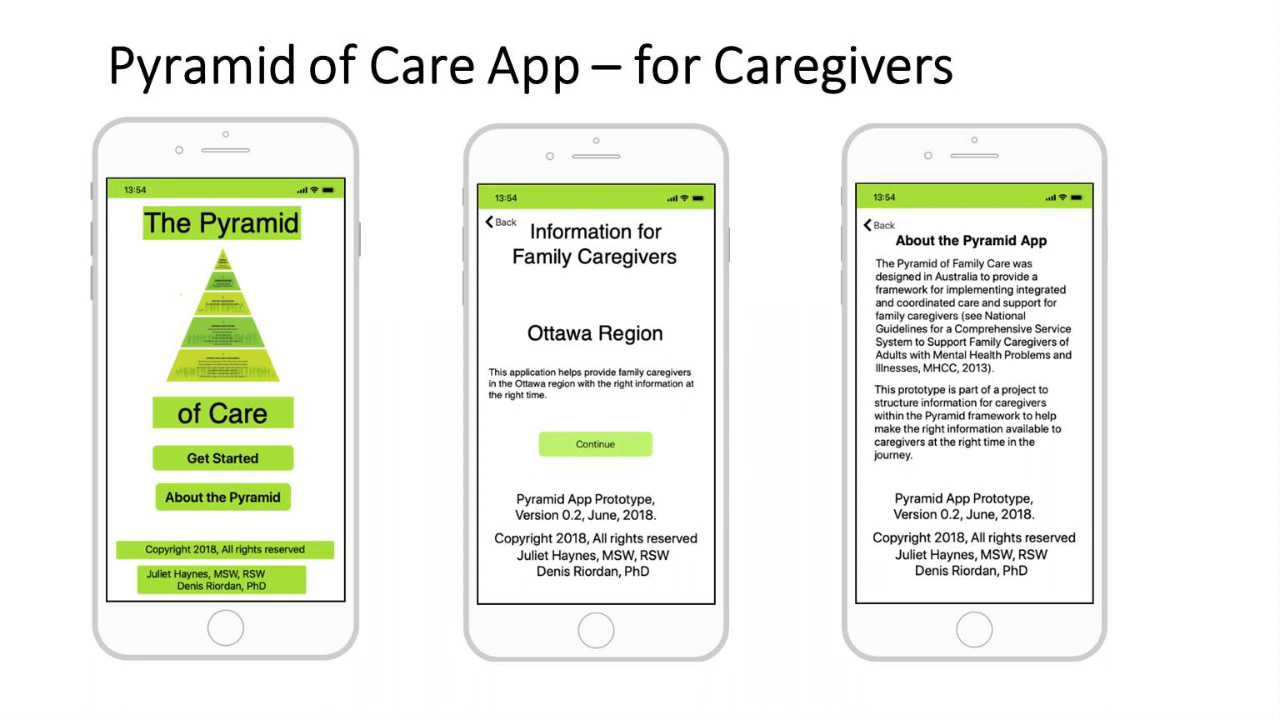 Pyramid of Care App – for Caregivers
13:54
The Pyramid
of Care
Get Started
About the Pyramid
Copyright 2018, All rights reserved
Juliet Haynes, MSW, RSW
Denis Riordan, PhD
13:54
Back
Information for
Family Caregivers
Ottawa Region
This application helps provide family caregivers
in the Ottawa region with the right information at
the right time.
Continue
Pyramid App Prototype,
Version 0.2, June, 2018.
Copyright 2018, All rights reserved
Juliet Haynes, MSW, RSW
Denis Riordan, PhD
13:54
Back
About the Pyramid App
The Pyramid of Family Care was
designed in Australia to provide a
framework for implementing integrated
and coordinated care and support for
family caregivers (see National
Guidelines for a Comprehensive Service
System to Support Family Caregivers of
Adults with Mental Health Problems and
Illnesses, MHCC, 2013).
This prototype is part of a project to
structure information for caregivers
within the Pyramid framework to help
make the right information available to
caregivers at the right time in the
journey.
Pyramid App Prototype,
Version 0.2, June, 2018.
Copyright 2018, All rights reserved
Juliet Haynes, MSW, RSW
Denis Riordan, PhD